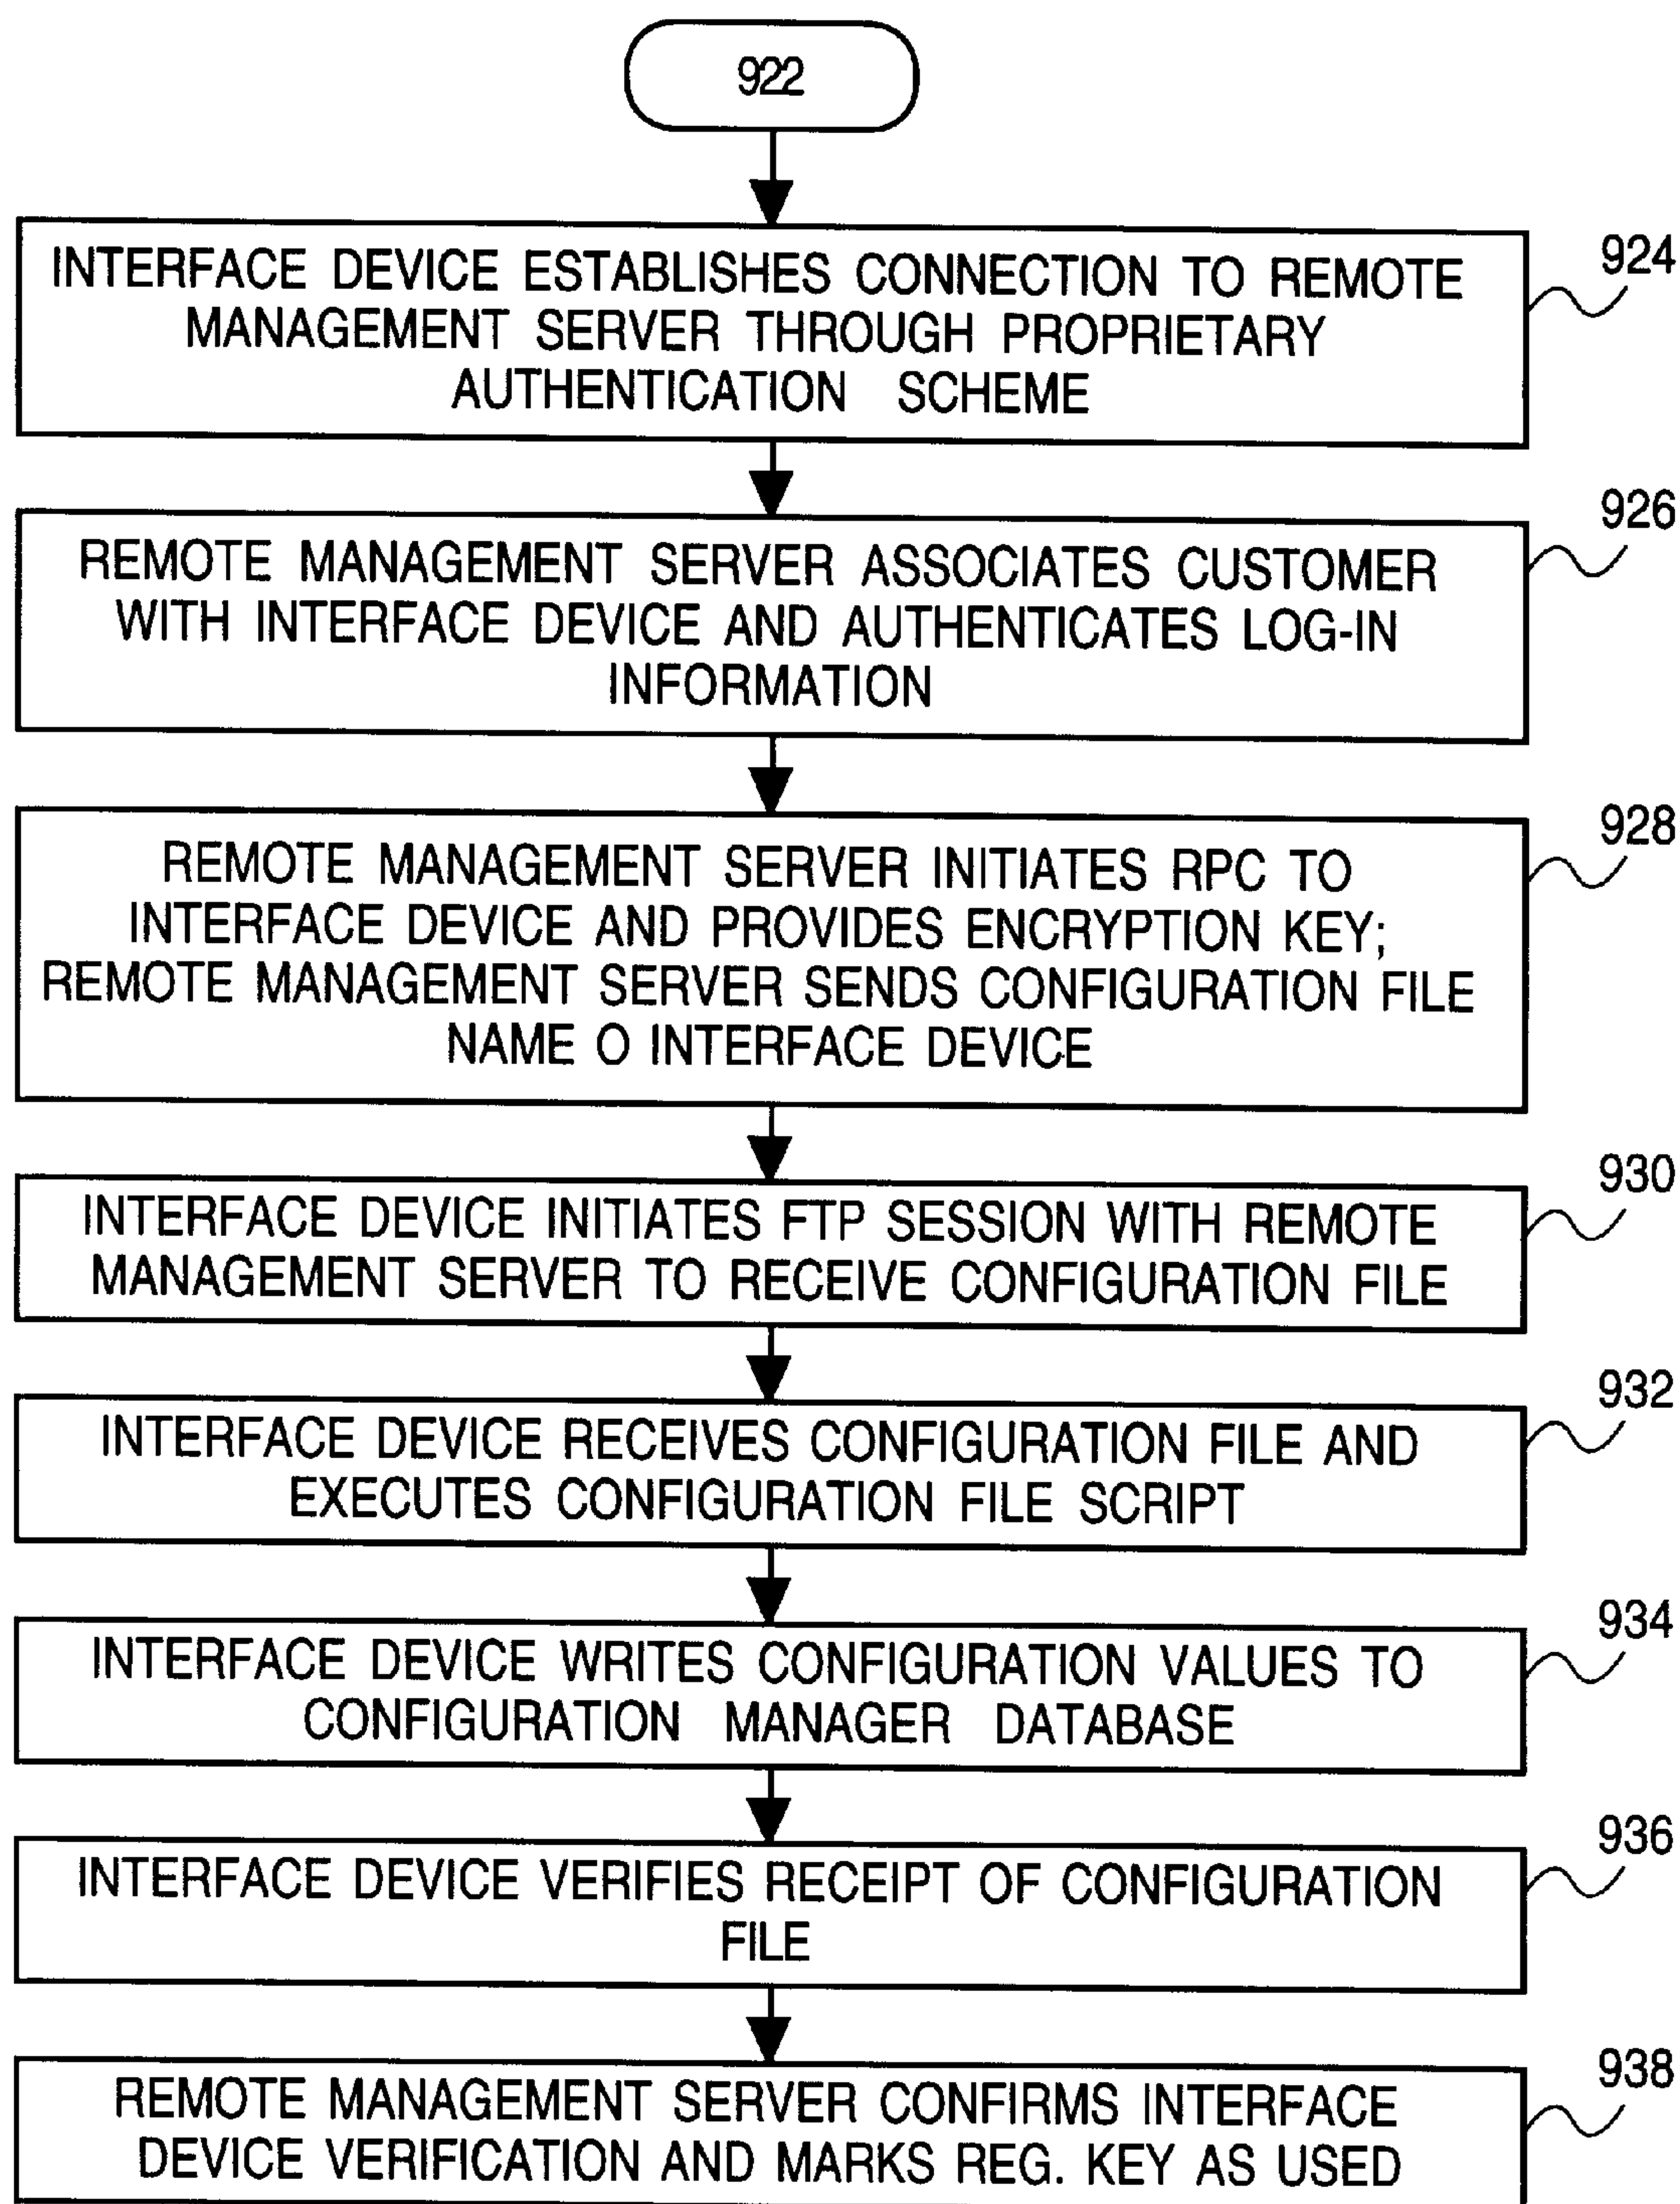 922
INTERFACE DEVICE ESTABLISHES CONNECTION TO REMOTE
MANAGEMENT SERVER THROUGH PROPRIETARY
AUTHENTICATION SCHEME
924
REMOTE MANAGEMENT SERVER ASSOCIATES CUSTOMER
WITH INTERFACE DEVICE AND AUTHENTICATES LOG-IN
INFORMATION
926
REMOTE MANAGEMENT SERVER INITIATES RPC TO
INTERFACE DEVICE AND PROVIDES ENCRYPTION KEY;
REMOTE MANAGEMENT SERVER SENDS CONFIGURATION FILE
NAME O INTERFACE DEVICE
928
INTERFACE DEVICE INITIATES FTP SESSION WITH REMOTE
MANAGEMENT SERVER TO RECEIVE CONFIGURATION FILE
930
INTERFACE DEVICE RECEIVES CONFIGURATION FILE AND
EXECUTES CONFIGURATION FILE SCRIPT
932
INTERFACE DEVICE WRITES CONFIGURATION VALUES TO
CONFIGURATION MANAGER DATABASE
934
INTERFACE DEVICE VERIFIES RECEIPT OF CONFIGURATION
FILE
936
REMOTE MANAGEMENT SERVER CONFIRMS INTERFACE
DEVICE VERIFICATION AND MARKS REG. KEY AS USED
938